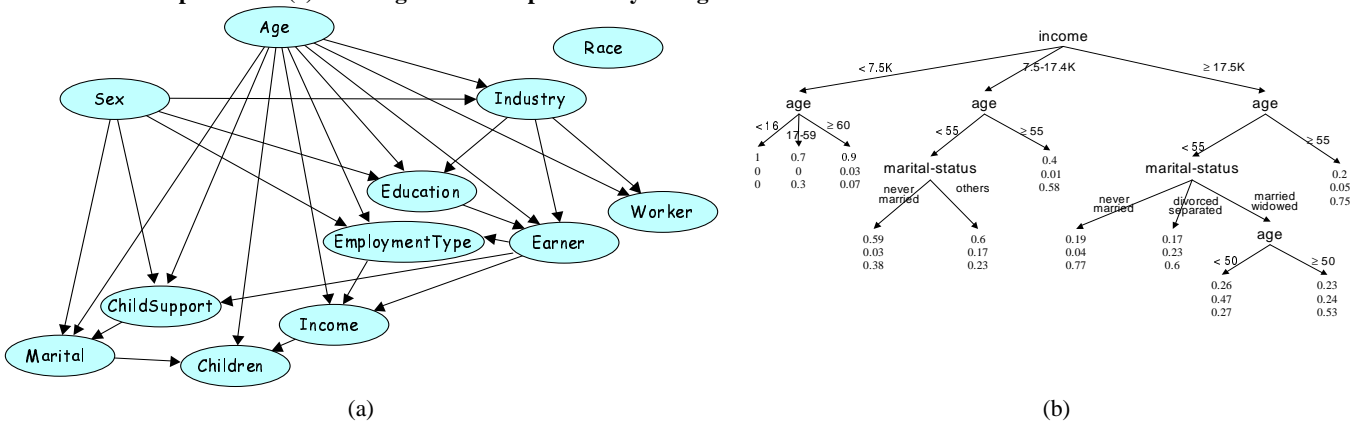 Age
Race
Sex
Industry
Education
Worker
EmploymentType
Earner
ChildSupport
Income
Marital
Children
(a)
income
< 7.5K
7.5-17.4K
≥ 17.5K
age
age
age
< 16
17-59
≥ 60
< 55
≥ 55
< 55
≥ 55
1
0
0
0.7
0
0.3
0.9
0.03
0.07
marital-status
0.4
0.01
0.58
marital-status
0.2
0.05
0.75
never
married
others
never
married
divorced
separated
married
widowed
0.59
0.03
0.38
0.6
0.17
0.23
0.19
0.04
0.77
0.17
0.23
0.6
age
< 50
≥ 50
0.26
0.47
0.27
0.23
0.24
0.53
(b)